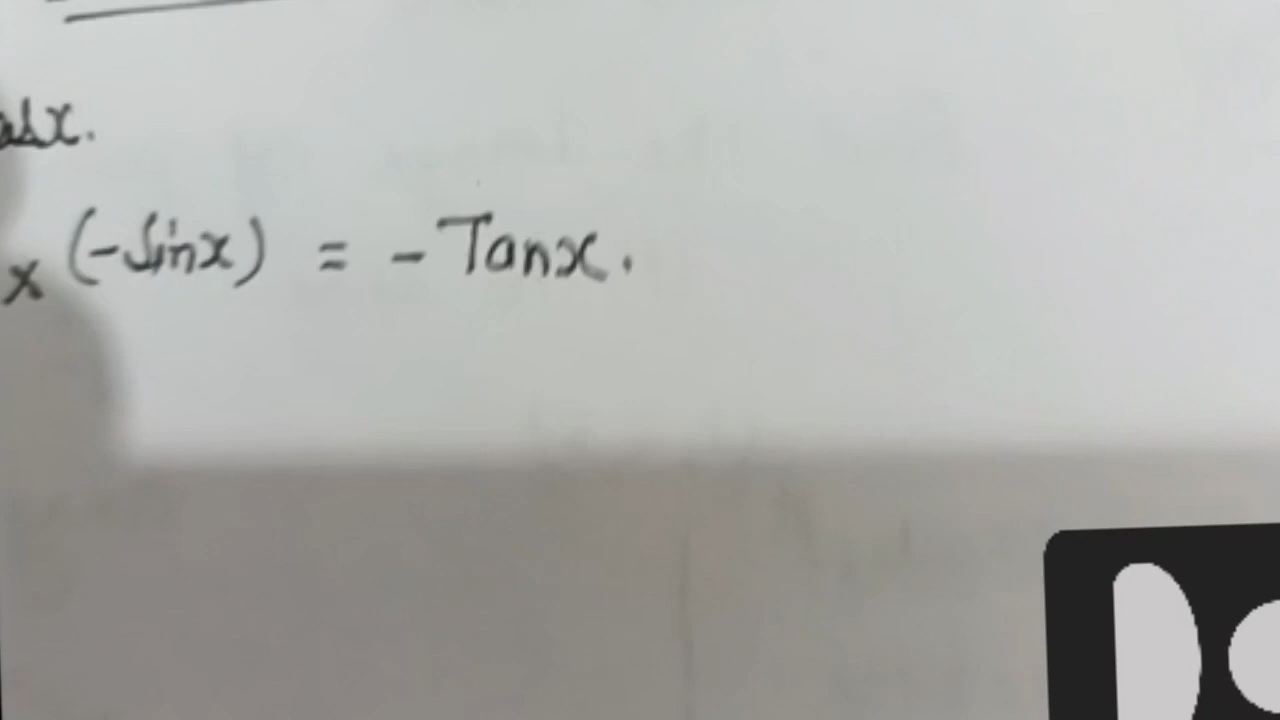 x (-Sinx) = - Tanx.